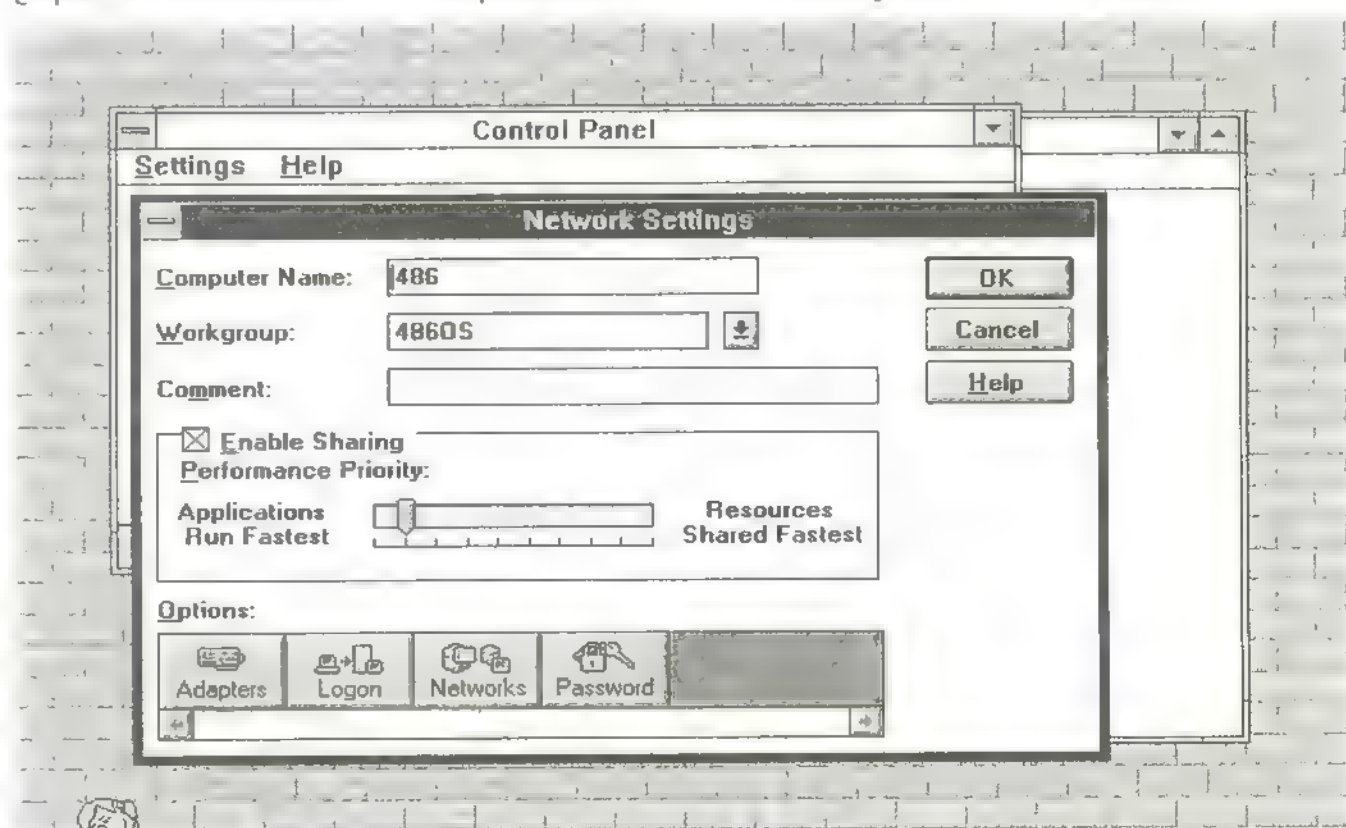 Control Panel
Settings Help
Network Settings
Computer Name: 486 OK
Workgroup: 486OS Cancel
Comment: Help
Enable Sharing
Performance Priority:
Applications Resources
Run Fastest Shared Fastest
Options:
Adapters Logon Networks Password